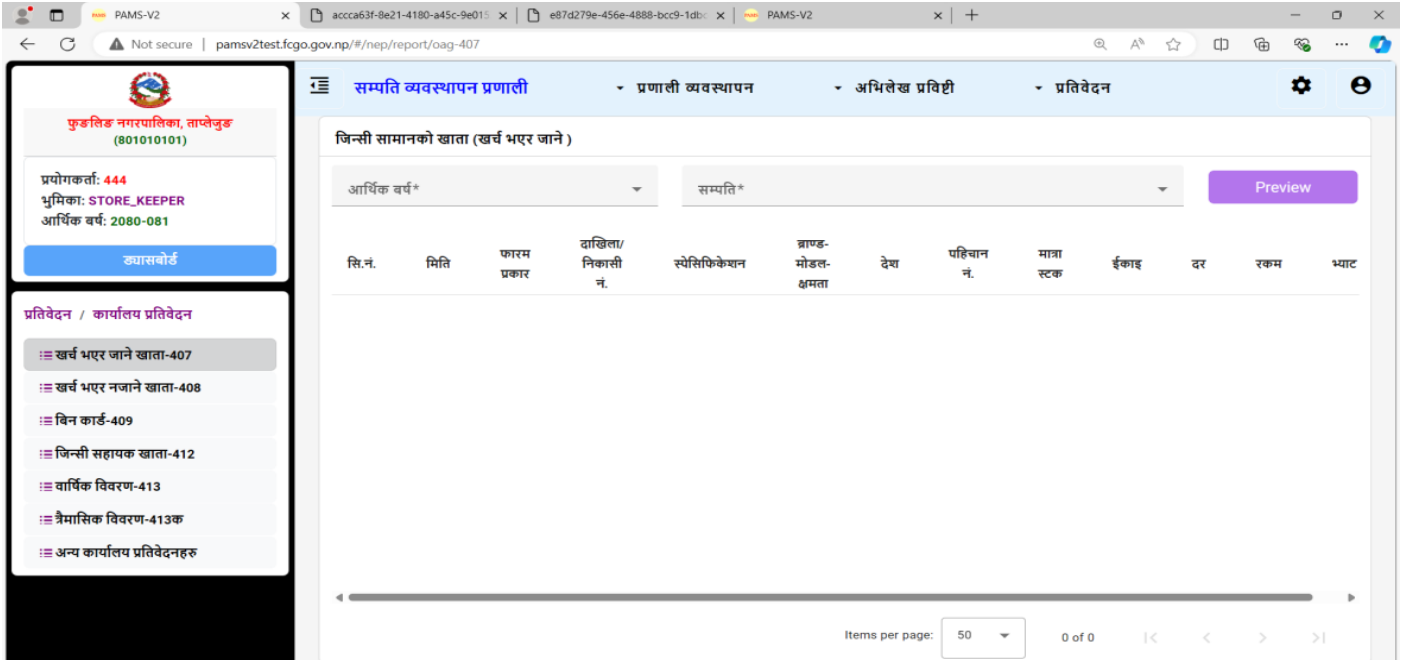 PAMS-V2
accca63f-8e21-4180-a45c-9e015
e87d279e-456e-4888-bcc9-1dbc
PAMS-V2
Not secure | pamsv2test.fcgo.gov.np/#/nep/report/oag-407
फुङलिङ नगरपालिका, ताप्लेजुङ
(801010101)
प्रयोगकर्ता: 444
भुमिका: STORE_KEEPER
आर्थिक बर्ष: 2080-081
ड्यासबोर्ड
प्रतिवेदन / कार्यालय प्रतिवेदन
खर्च भएर जाने खाता-407
खर्च भएर नजाने खाता-408
बिन कार्ड-409
जिन्सी सहायक खाता-412
वार्षिक विवरण-413
त्रैमासिक विवरण-413क
अन्य कार्यालय प्रतिवेदनहरु
सम्पति व्यवस्थापन प्रणाली
प्रणाली व्यवस्थापन
अभिलेख प्रविष्टी
प्रतिवेदन
जिन्सी सामानको खाता (खर्च भएर जाने )
आर्थिक बर्ष*
सम्पति*
Preview
सि.नं.
मिति
फारम
प्रकार
दाखिला/
निकासी
नं.
स्पेसिफिकेशन
ब्राण्ड-
मोडल-
क्षमता
देश
पहिचान
नं.
मात्रा
स्टक
ईकाइ
दर
रकम
भ्याट
Items per page:
50
0 of 0